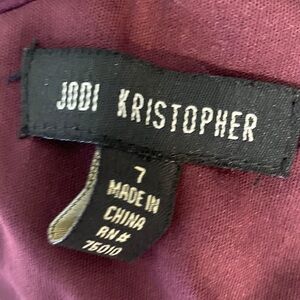 JODI KRISTOPHER
7
MADE IN
CHINA
RN#
76010